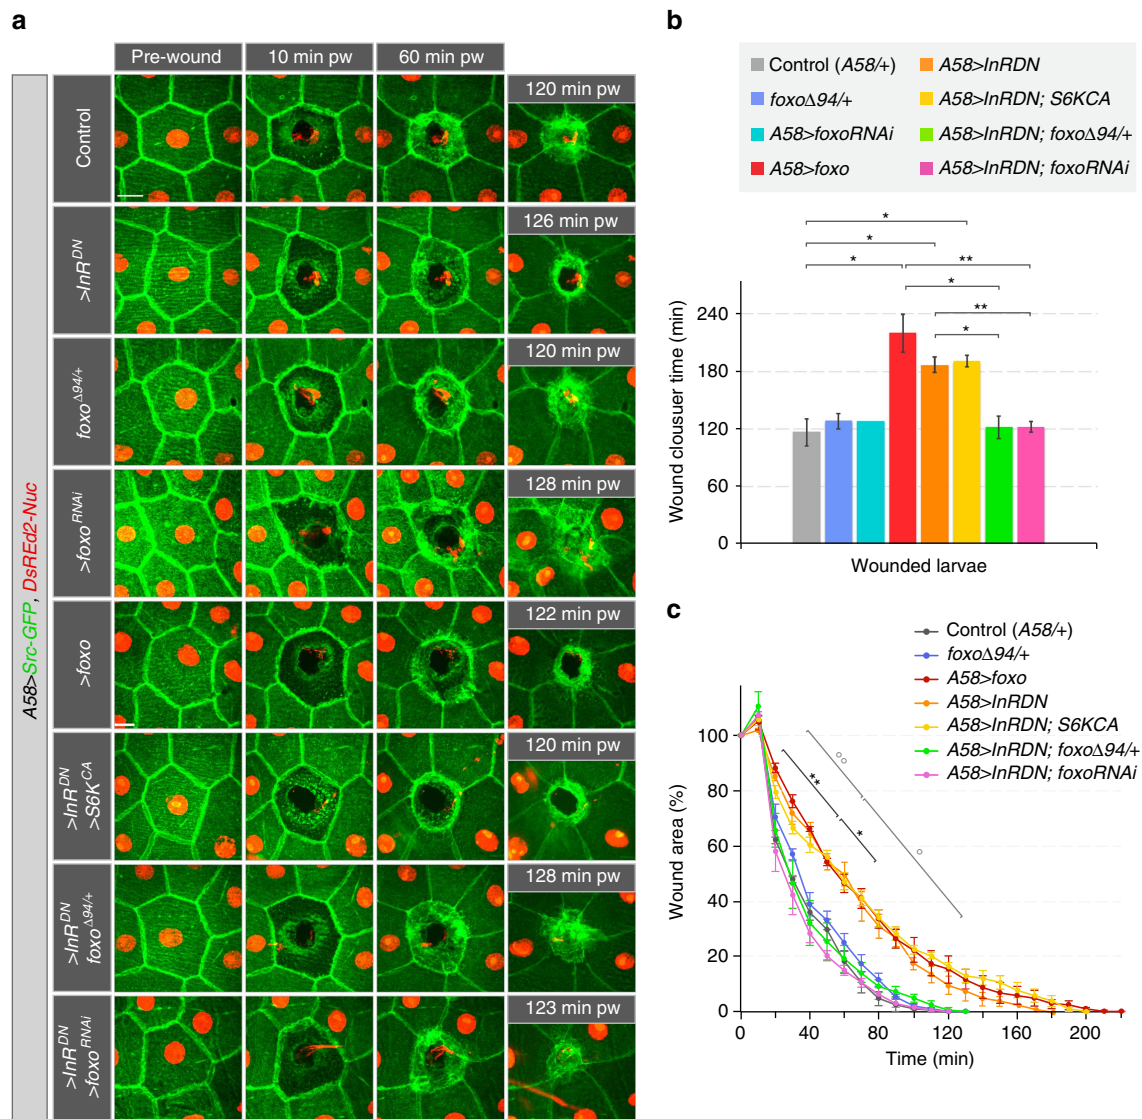 a
Pre-wound
10 min pw
60 min pw
A58>Src-GFP, DsREd2-Nuc
Control
120 min pw
>InR^DN
126 min pw
foxo^Δ94/+
120 min pw
>foxo^RNAi
128 min pw
>foxo
122 min pw
>InR^DN
>S6K^CA
120 min pw
>InR^DN
foxo^Δ94/+
128 min pw
>InR^DN
>foxo^RNAi
123 min pw
b
Control (A58/+)
foxoΔ94/+
A58>foxoRNAi
A58>foxo
A58>InRDN
A58>InRDN; S6KCA
A58>InRDN; foxoΔ94/+
A58>InRDN; foxoRNAi
*
*
*
**
*
**
*
Wound clousuer time (min)
240
180
120
60
0
Wounded larvae
c
Control (A58/+)
foxoΔ94/+
A58>foxo
A58>InRDN
A58>InRDN; S6KCA
A58>InRDN; foxoΔ94/+
A58>InRDN; foxoRNAi
**
*
Wound area (%)
100
80
60
40
20
0
0
40
80
120
160
200
Time (min)